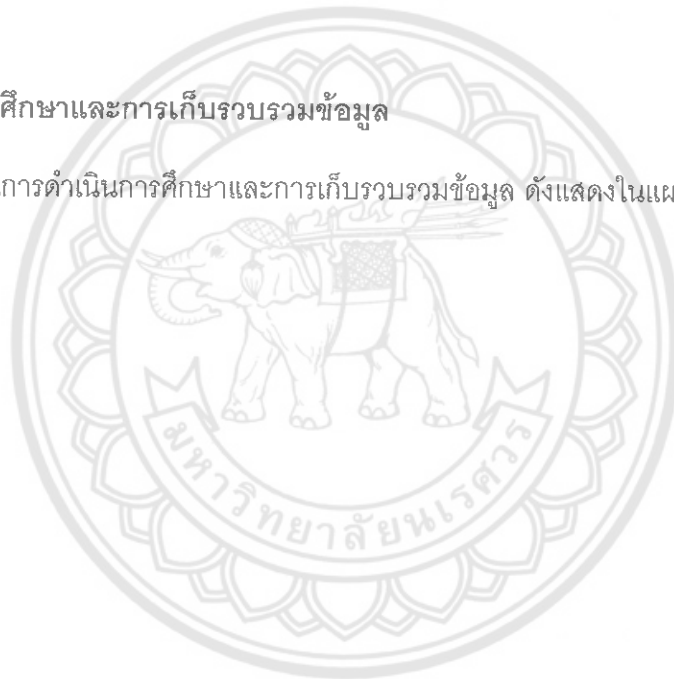 ศึกษาและการเก็บรวบรวมข้อมูล
การดำเนินการศึกษาและการเก็บรวบรวมข้อมูล ดังแสดงในแผ
มหาวิทยาลัยนเรศวร